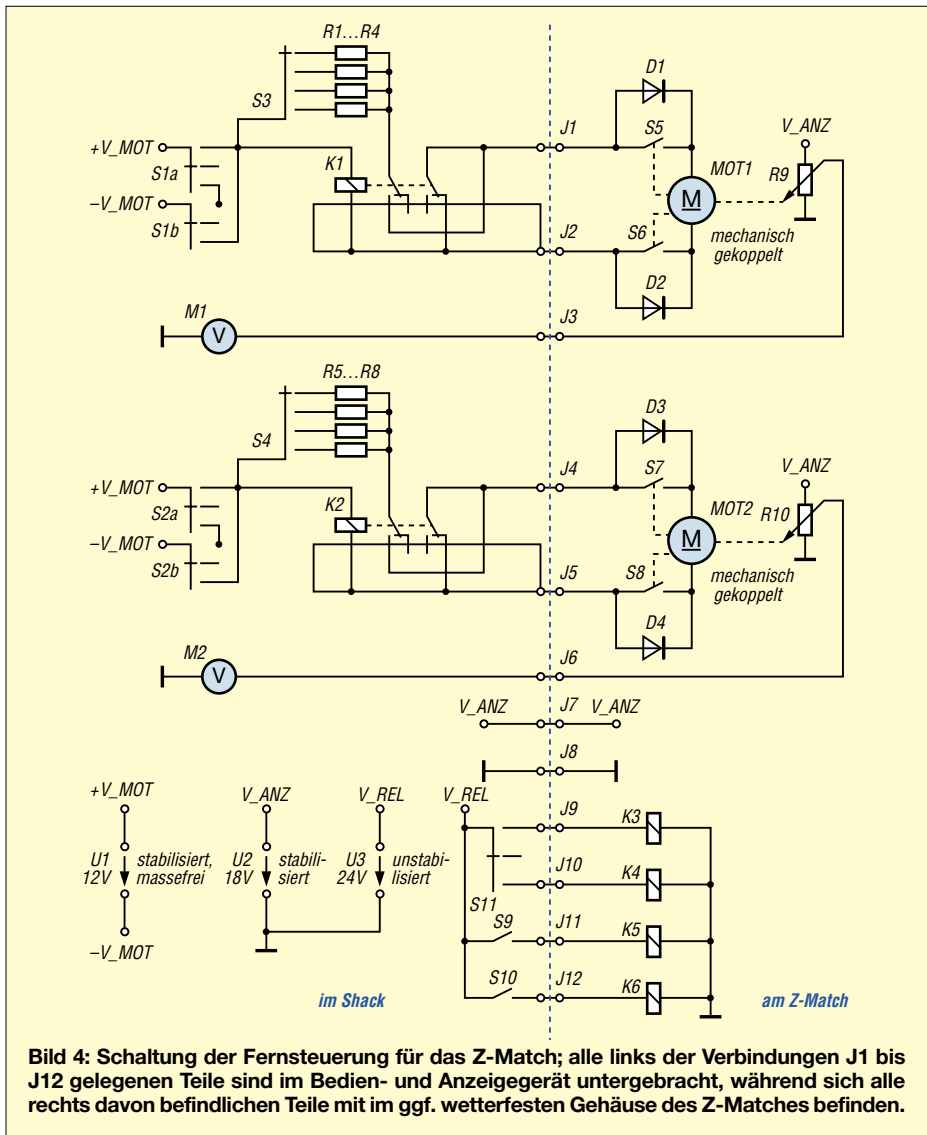 R1...R4
D1
S3
J1
S5
V_ANZ
+V_MOT
S1a
K1
MOT1
R9
–V_MOT
M
S1b
J2
S6
mechanisch
gekoppelt
M1
D2
V
J3
R5...R8
D3
S4
J4
S7
V_ANZ
+V_MOT
S2a
K2
MOT2
R10
–V_MOT
M
S2b
J5
S8
mechanisch
gekoppelt
M2
D4
V
J6
V_ANZ
J7
V_ANZ
J8
+V_MOT
V_ANZ
V_REL
V_REL
J9
K3
U1
12V
stabilisiert,
massefrei
U2
18V
stabili-
siert
U3
24V
unstabi-
lisiert
J10
K4
S11
S9
J11
K5
–V_MOT
S10
J12
K6
im Shack
am Z-Match
Bild 4: Schaltung der Fernsteuerung für das Z-Match; alle links der Verbindungen J1 bis
J12 gelegenen Teile sind im Bedien- und Anzeigegerät untergebracht, während sich alle
rechts davon befindlichen Teile mit im ggf. wetterfesten Gehäuse des Z-Matches befinden.